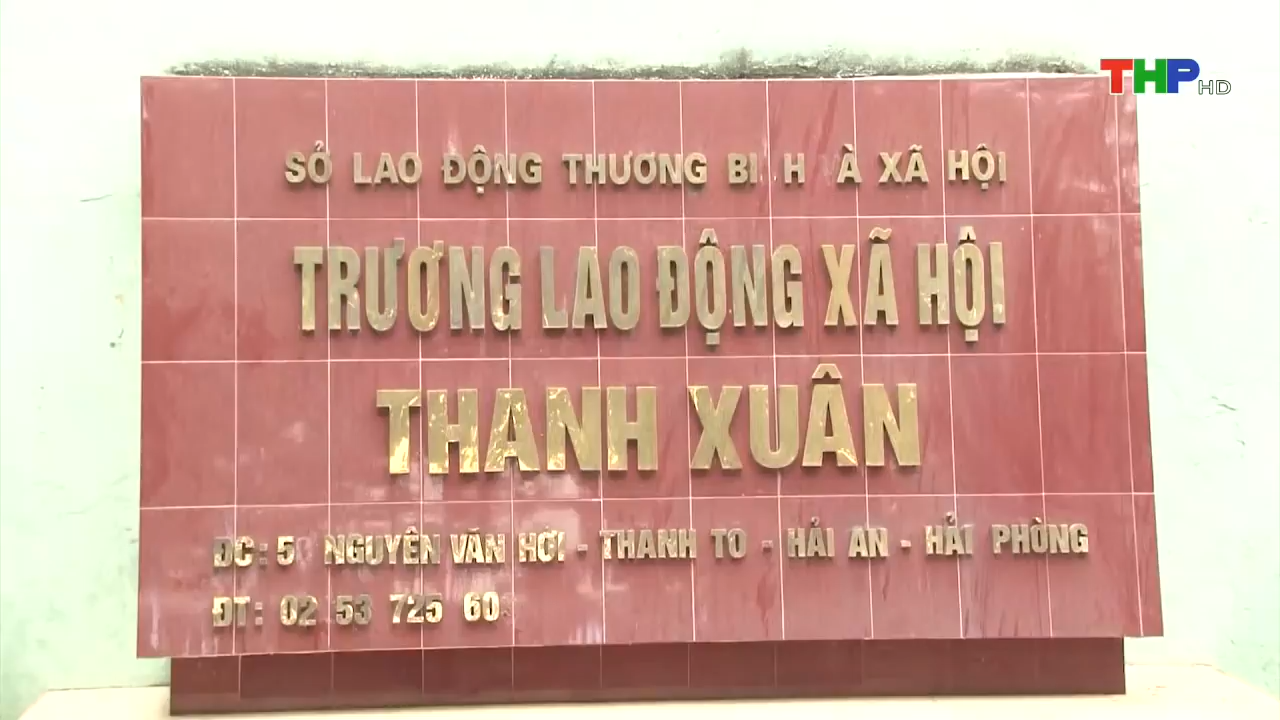 THP HD
SỞ LAO ĐỘNG THƯƠNG BI H À XÃ HỘI
TRƯƠNG LAO ĐỘNG XÃ HỘI
THANH XUÂN
ĐC: 5 NGUYÊN VĂN HƠI - THANH TO - HẢI AN - HẢI PHÒNG
ĐT: 02 53 725 60